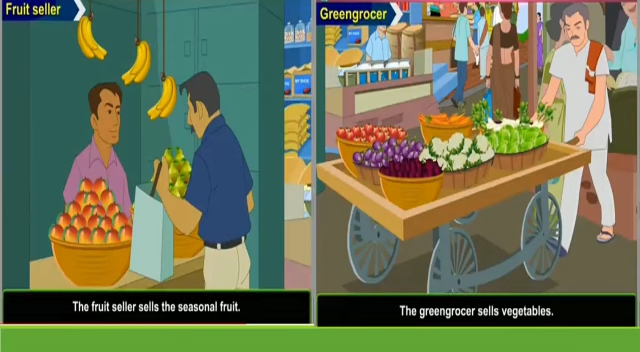 Fruit seller
The fruit seller sells the seasonal fruit.
Greengrocer
The greengrocer sells vegetables.